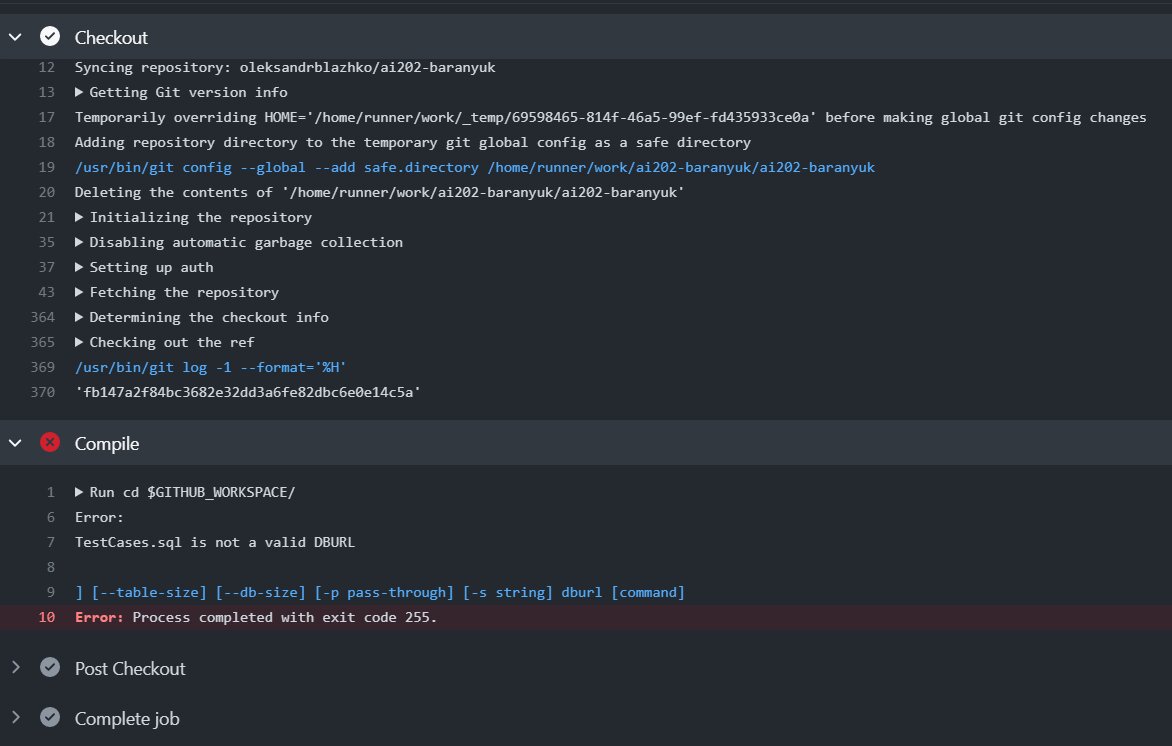 Checkout
12 Syncing repository: oleksandrblazhko/ai202-baranyuk
13 ▶ Getting Git version info
17 Temporarily overriding HOME='/home/runner/work/_temp/69598465-814f-46a5-99ef-fd435933ce0a' before making global git config changes
18 Adding repository directory to the temporary git global config as a safe directory
19 /usr/bin/git config --global --add safe.directory /home/runner/work/ai202-baranyuk/ai202-baranyuk
20 Deleting the contents of '/home/runner/work/ai202-baranyuk/ai202-baranyuk'
21 ▶ Initializing the repository
35 ▶ Disabling automatic garbage collection
37 ▶ Setting up auth
43 ▶ Fetching the repository
364 ▶ Determining the checkout info
365 ▶ Checking out the ref
369 /usr/bin/git log -1 --format='%H'
370 'fb147a2f84bc3682e32dd3a6fe82dbc6e0e14c5a'
Compile
1 ▶ Run cd $GITHUB_WORKSPACE/
6 Error:
7 TestCases.sql is not a valid DBURL
8
9 ] [--table-size] [--db-size] [-p pass-through] [-s string] dburl [command]
10 Error: Process completed with exit code 255.
Post Checkout
Complete job